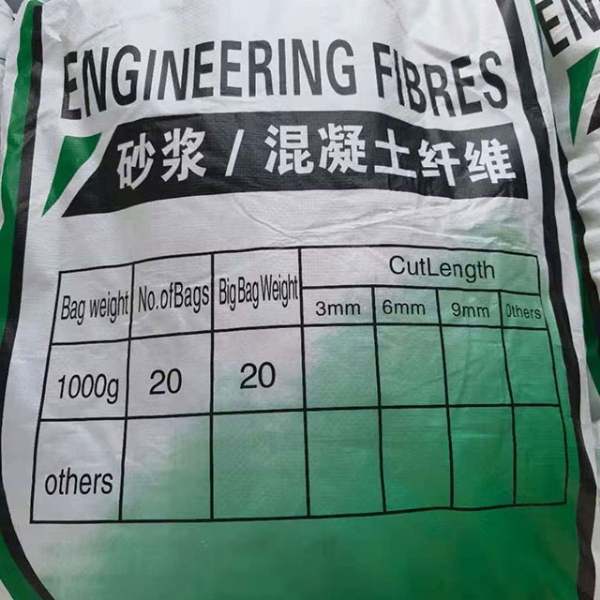 ENGINEERING FIBRES
砂浆 / 混凝土纤维
Bag weight No.ofBags BigBagWeight CutLength
3mm 6mm 9mm Others
1000g 20 20
others
EN